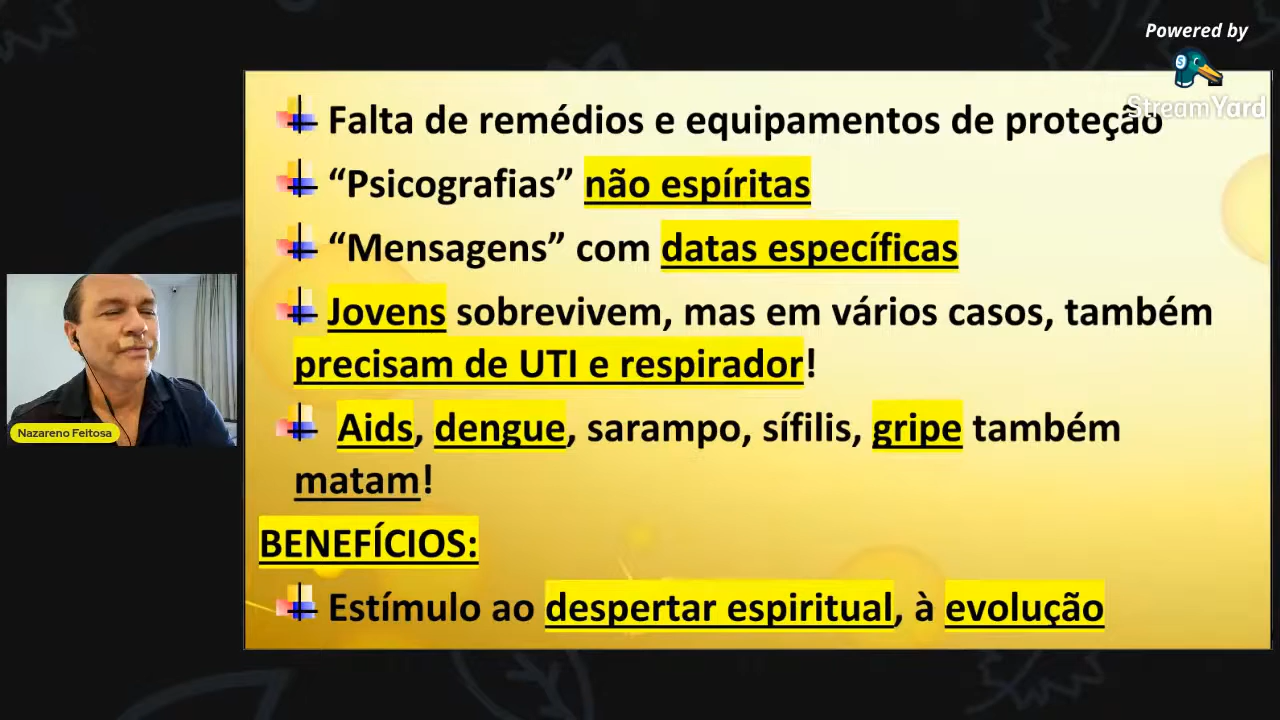 Powered by
StreamYard
Falta de remédios e equipamentos de proteção
“Psicografias” não espíritas
“Mensagens” com datas específicas
Jovens sobrevivem, mas em vários casos, também
precisam de UTI e respirador!
Aids, dengue, sarampo, sífilis, gripe também
matam!
BENEFÍCIOS:
Estímulo ao despertar espiritual, à evolução
Nazareno Feitosa